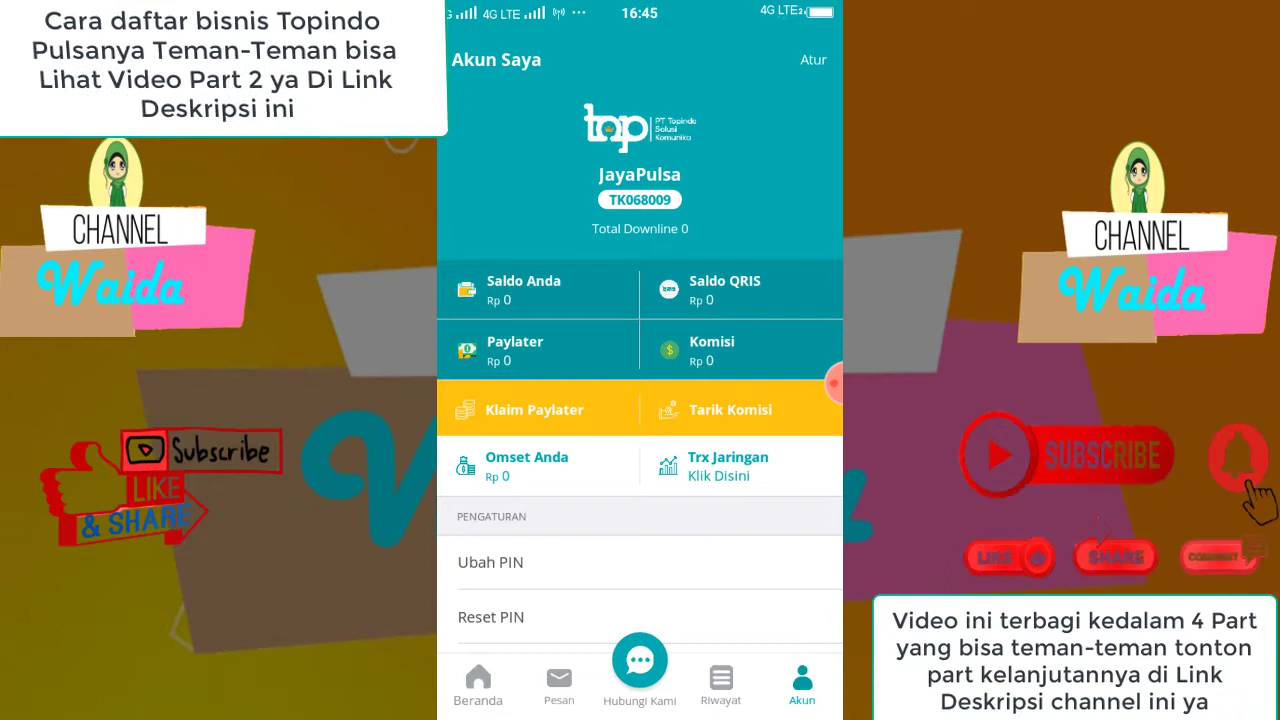 Cara daftar bisnis Topindo
Pulsanya Teman-Teman bisa
Lihat Video Part 2 ya Di Link
Deskripsi ini
CHANNEL
Waida
Subscribe
LIKE
& SHARE
4G LTE
16:45
4G LTE2
Akun Saya
Atur
top
PT Topindo
Solusi
Komunika
JayaPulsa
TK068009
Total Downline 0
Saldo Anda
Rp 0
Saldo QRIS
Rp 0
Paylater
Rp 0
Komisi
Rp 0
Klaim Paylater
Tarik Komisi
Omset Anda
Rp 0
Trx Jaringan
Klik Disini
PENGATURAN
Ubah PIN
Reset PIN
Beranda
Pesan
Hubungi Kami
Riwayat
Akun
CHANNEL
Waida
SUBSCRIBE
LIKE
SHARE
COMMENT
Video ini terbagi kedalam 4 Part
yang bisa teman-teman tonton
part kelanjutannya di Link
Deskripsi channel ini ya